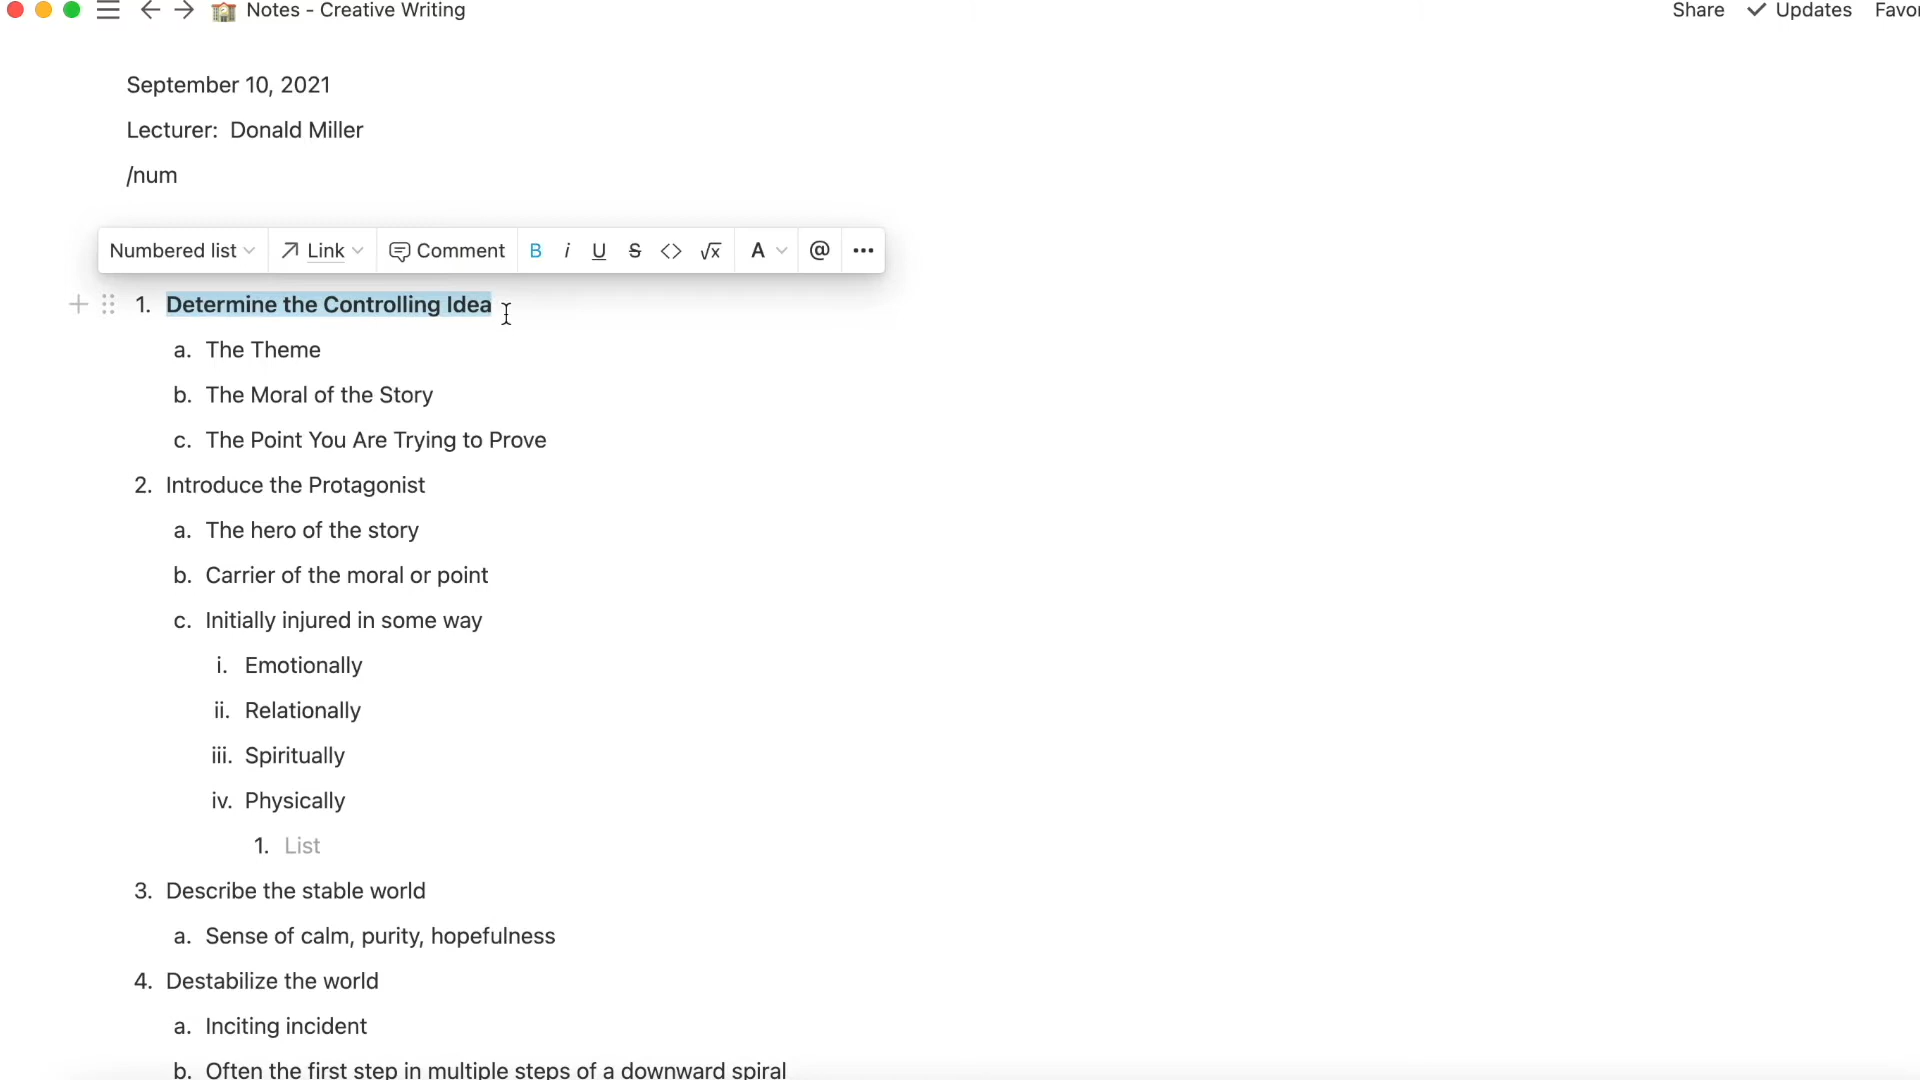 Notes - Creative Writing
Share Updates Favor
September 10, 2021
Lecturer: Donald Miller
/num
Numbered list Link Comment B i U S <> √x A @ •••
1. Determine the Controlling Idea
a. The Theme
b. The Moral of the Story
c. The Point You Are Trying to Prove
2. Introduce the Protagonist
a. The hero of the story
b. Carrier of the moral or point
c. Initially injured in some way
i. Emotionally
ii. Relationally
iii. Spiritually
iv. Physically
1. List
3. Describe the stable world
a. Sense of calm, purity, hopefulness
4. Destabilize the world
a. Inciting incident
b. Often the first step in multiple steps of a downward spiral